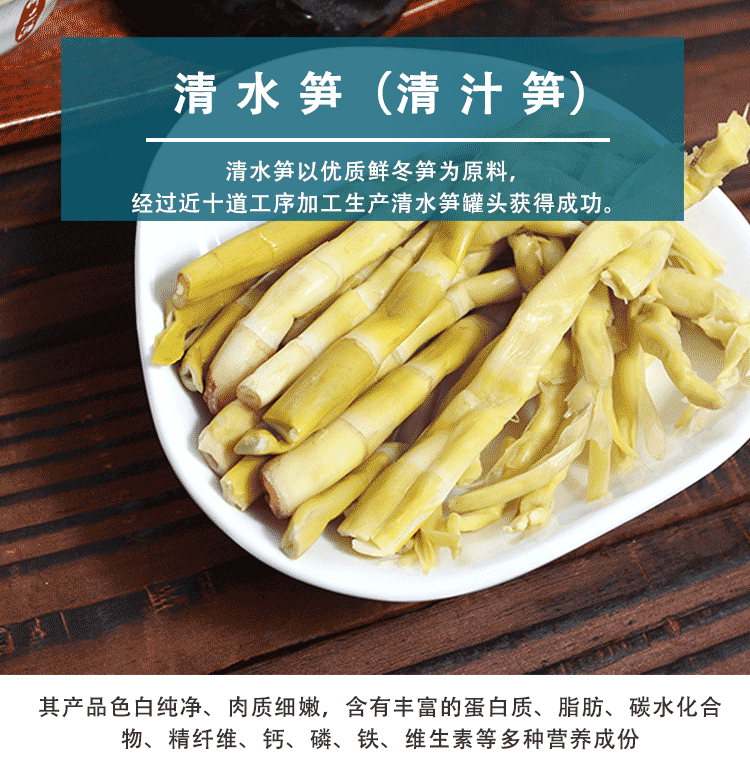 清水笋（清汁笋）
清水笋以优质鲜冬笋为原料，
经过近十道工序加工生产清水笋罐头获得成功。
其产品色白纯净、肉质细嫩，含有丰富的蛋白质、脂肪、碳水化合
物、精纤维、钙、磷、铁、维生素等多种营养成份